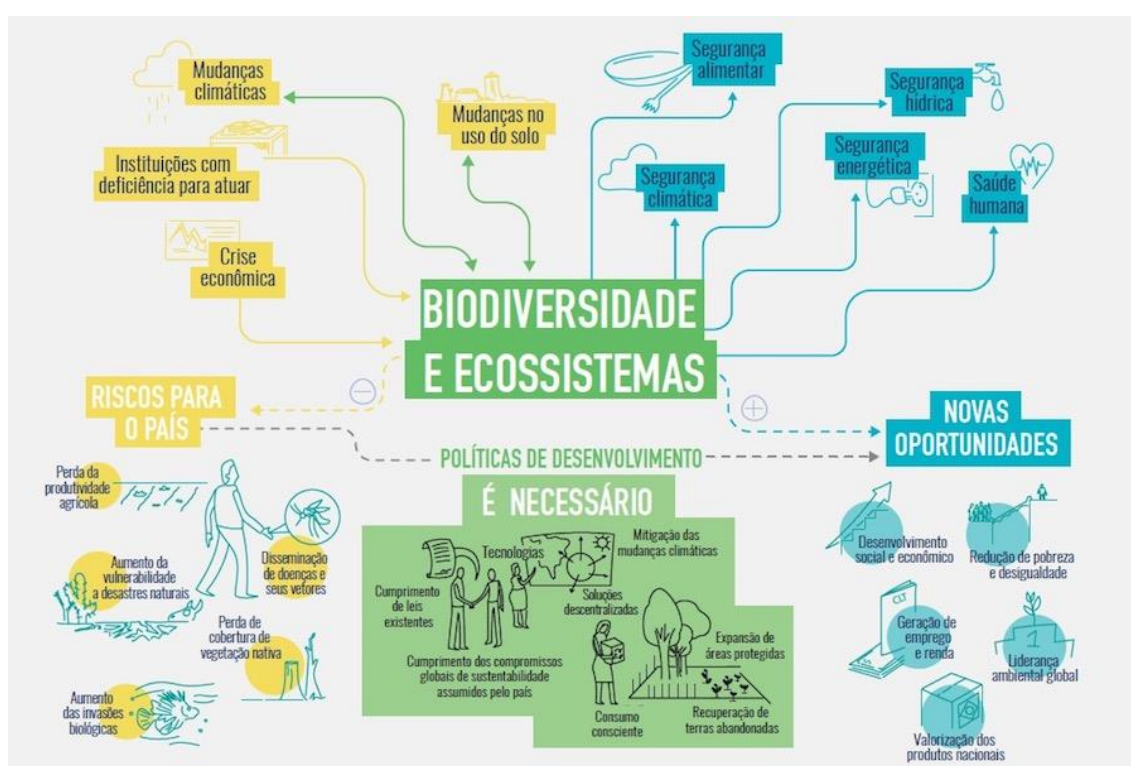 Mudanças
climáticas
Instituições com
deficiência para atuar
Crise
econômica
Mudanças no
uso do solo
Segurança
alimentar
Segurança
climática
Segurança
hídrica
Segurança
energética
Saúde
humana
BIODIVERSIDADE
E ECOSSISTEMAS
RISCOS PARA
O PAÍS
Perda da
produtividade
agrícola
Disseminação
de doenças e
seus vetores
Aumento da
vulnerabilidade
a desastres naturais
Perda de
cobertura de
vegetação nativa
Aumento
das invasões
biológicas
POLÍTICAS DE DESENVOLVIMENTO
É NECESSÁRIO
Tecnologias
Mitigação das
mudanças climáticas
Cumprimento
de leis
existentes
Soluções
descentralizadas
Cumprimento dos compromissos
globais de sustentabilidade
assumidos pelo país
Expansão de
áreas protegidas
Consumo
consciente
Recuperação de
terras abandonadas
NOVAS
OPORTUNIDADES
Desenvolvimento
social e econômico
Redução de pobreza
e desigualdade
CLT
Geração de
emprego
e renda
1
Liderança
ambiental global
Valorização dos
produtos nacionais